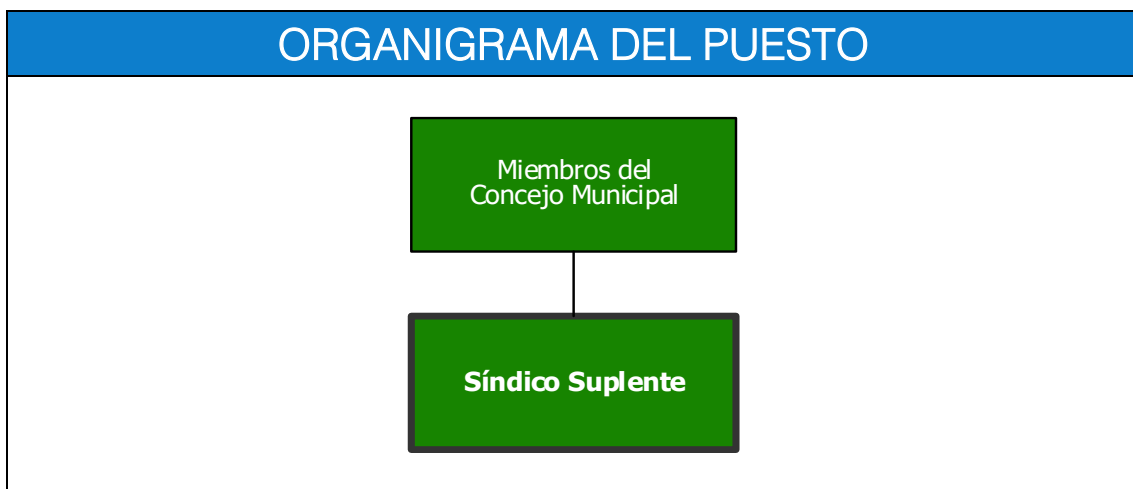 ORGANIGRAMA DEL PUESTO
Miembros del
Concejo Municipal
Síndico Suplente